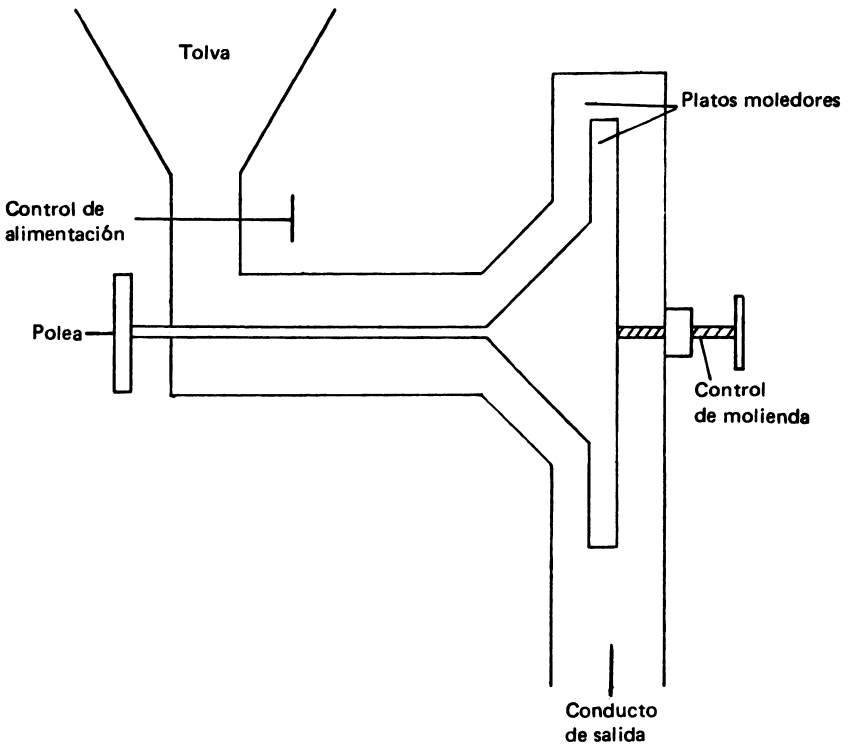 Tolva
Platos moledores
Control de
alimentación
Polea
Control
de molienda
Conducto
de salida